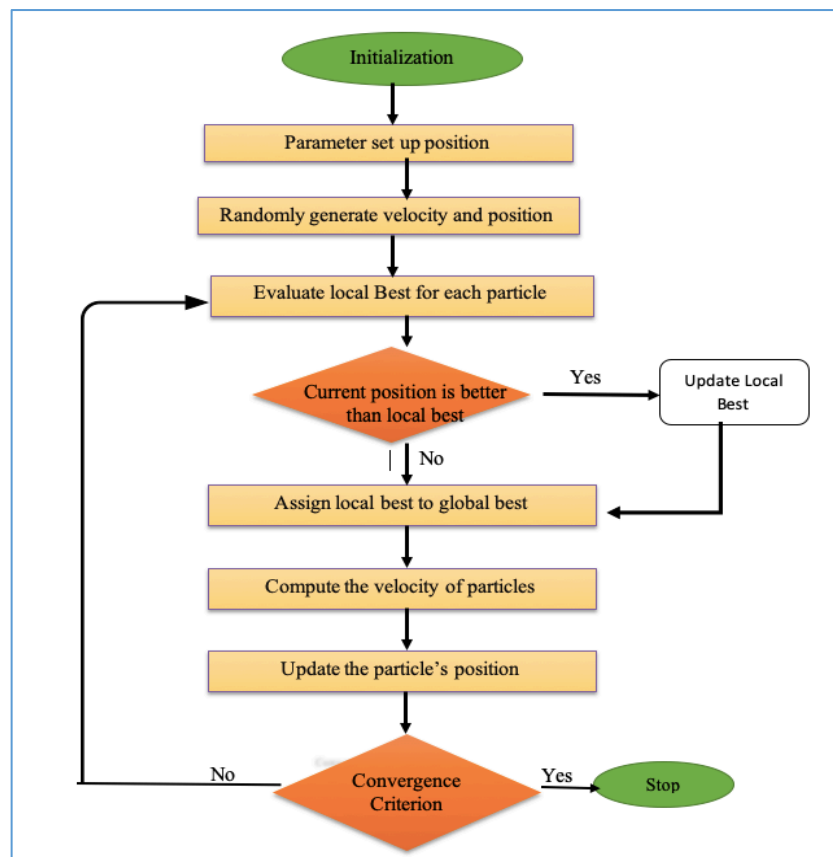 Initialization
Parameter set up position
Randomly generate velocity and position
Evaluate local Best for each particle
Current position is better
than local best
Yes
Update Local
Best
No
Assign local best to global best
Compute the velocity of particles
Update the particle's position
Convergence
Criterion
No
Yes
Stop